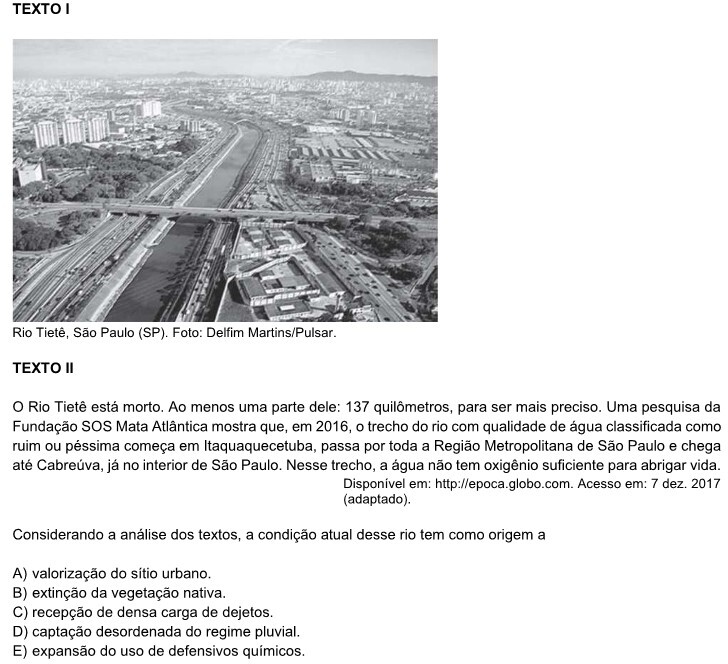 TEXTO I
Rio Tietê, São Paulo (SP). Foto: Delfim Martins/Pulsar.
TEXTO II
O Rio Tietê está morto. Ao menos uma parte dele: 137 quilômetros, para ser mais preciso. Uma pesquisa da
Fundação SOS Mata Atlântica mostra que, em 2016, o trecho do rio com qualidade de água classificada como
ruim ou péssima começa em Itaquaquecetuba, passa por toda a Região Metropolitana de São Paulo e chega
até Cabreúva, já no interior de São Paulo. Nesse trecho, a água não tem oxigênio suficiente para abrigar vida.
Disponível em: http://epoca.globo.com. Acesso em: 7 dez. 2017
(adaptado).
Considerando a análise dos textos, a condição atual desse rio tem como origem a
A) valorização do sítio urbano.
B) extinção da vegetação nativa.
C) recepção de densa carga de dejetos.
D) captação desordenada do regime pluvial.
E) expansão do uso de defensivos químicos.